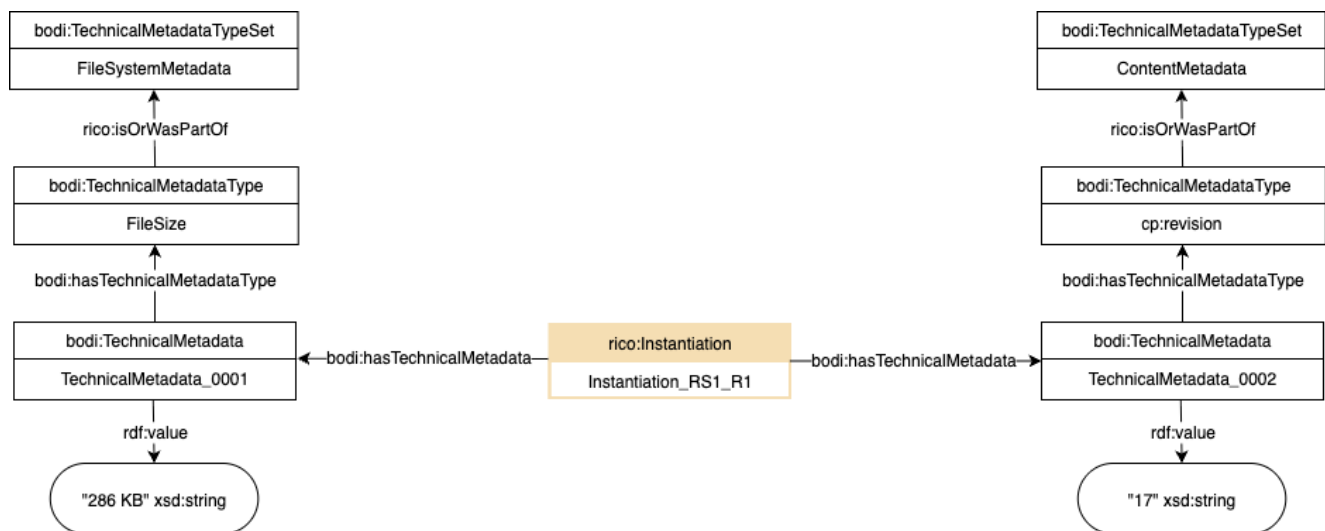 bodi:TechnicalMetadataTypeSet
FileSystemMetadata
rico:isOrWasPartOf
bodi:TechnicalMetadataType
FileSize
bodi:hasTechnicalMetadataType
bodi:TechnicalMetadata
TechnicalMetadata_0001
rdf:value
"286 KB" xsd:string
bodi:hasTechnicalMetadata
rico:Instantiation
Instantiation_RS1_R1
bodi:hasTechnicalMetadata
bodi:TechnicalMetadataTypeSet
ContentMetadata
rico:isOrWasPartOf
bodi:TechnicalMetadataType
cp:revision
bodi:hasTechnicalMetadataType
bodi:TechnicalMetadata
TechnicalMetadata_0002
rdf:value
"17" xsd:string